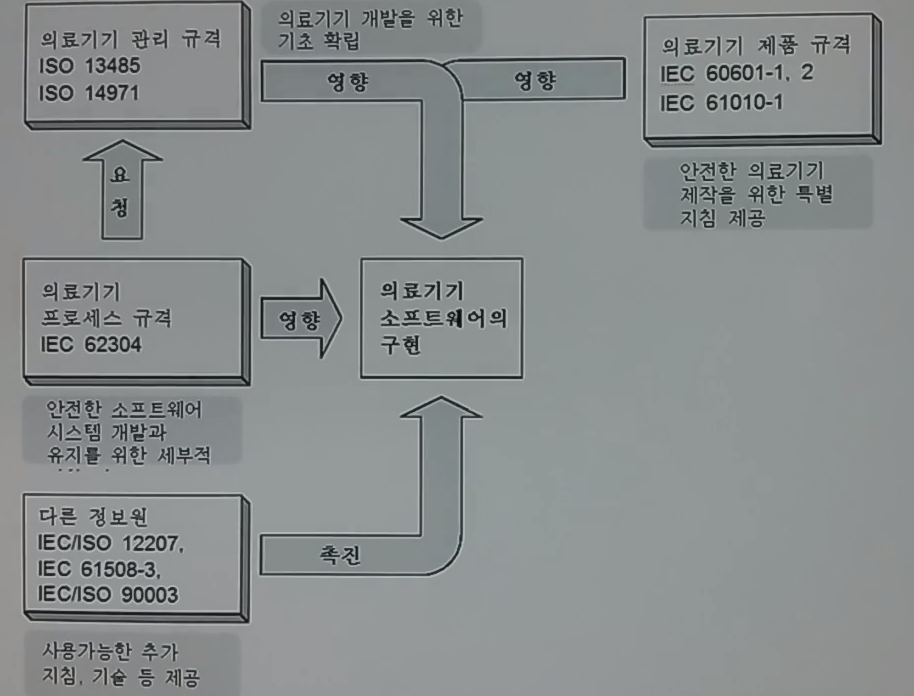 의료기기 관리 규격
ISO 13485
ISO 14971
의료기기 개발을 위한
기초 확립
영향
영향
의료기기 제품 규격
IEC 60601-1, 2
IEC 61010-1
안전한 의료기기
제작을 위한 특별
지침 제공
요
청
의료기기
프로세스 규격
IEC 62304
영향
의료기기
소프트웨어의
구현
안전한 소프트웨어
시스템 개발과
유지를 위한 세부적
다른 정보원
IEC/ISO 12207,
IEC 61508-3,
IEC/ISO 90003
촉진
사용가능한 추가
지침, 기술 등 제공